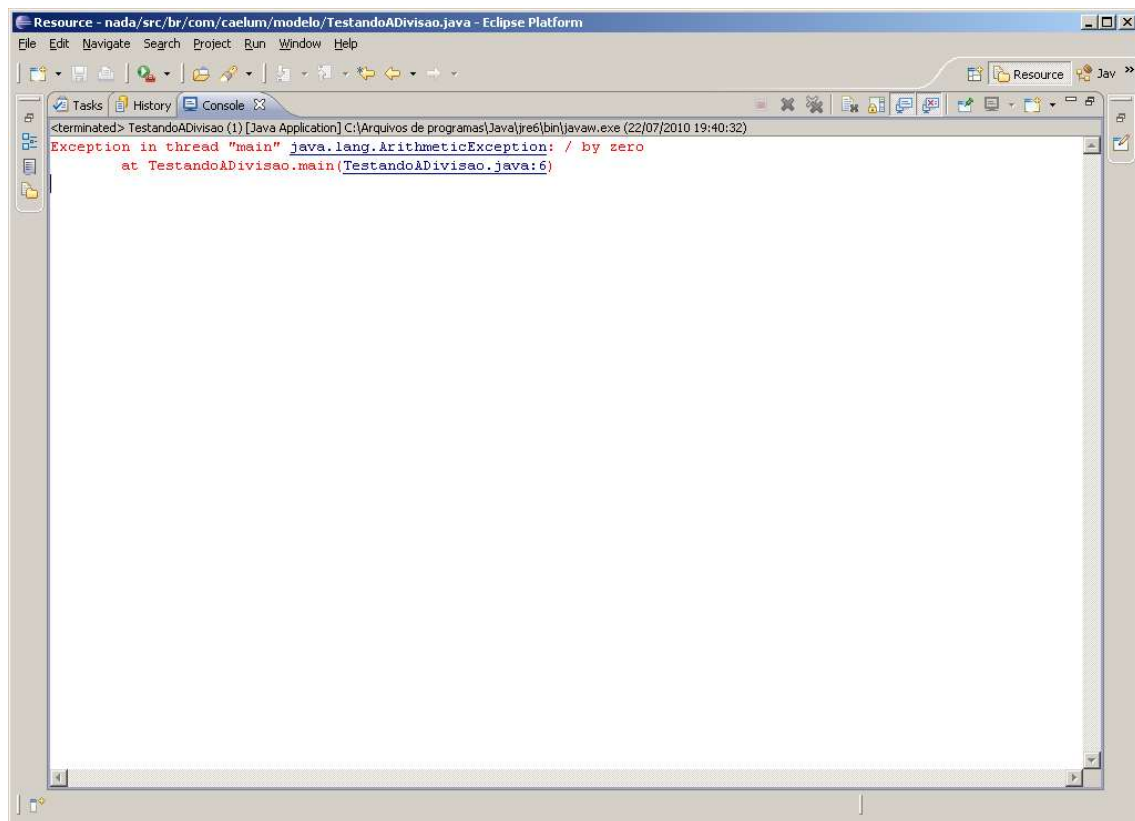 Resource - nada/src/br/com/caelum/modelo/TestandoADivisao.java - Eclipse Platform
File Edit Navigate Search Project Run Window Help
Resource Jav »
Tasks History Console
<terminated> TestandoADivisao (1) [Java Application] C:\Arquivos de programas\Java\jre6\bin\javaw.exe (22/07/2010 19:40:32)
Exception in thread "main" java.lang.ArithmeticException: / by zero
at TestandoADivisao.main(TestandoADivisao.java:6)